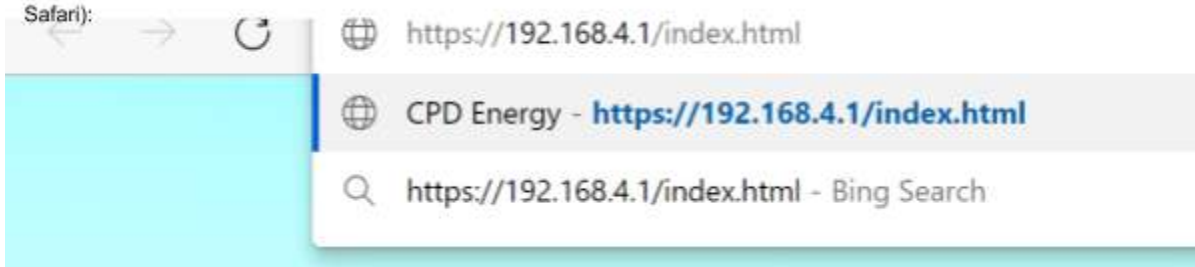 Safari):
https://192.168.4.1/index.html
CPD Energy - https://192.168.4.1/index.html
https://192.168.4.1/index.html - Bing Search